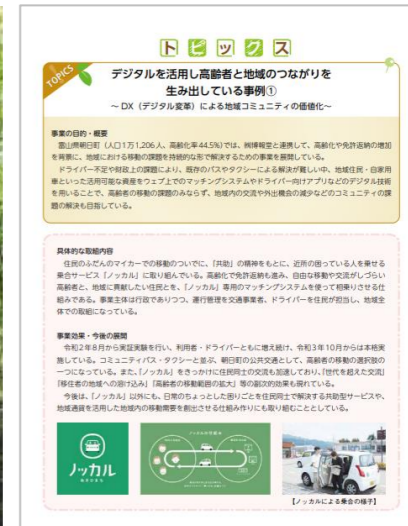 トピックス
TOPICS
デジタルを活用し高齢者と地域のつながりを
生み出している事例①
~ DX（デジタル変革）による地域コミュニティの価値化~
事業の目的・概要
富山県朝日町（人口1万1,206人、高齢化率44.5%）では、㈱博報堂と連携して、高齢化や免許返納の増加
を背景に、地域における移動の課題を持続的な形で解決するための事業を展開している。
ドライバー不足や財政上の課題により、既存のバスやタクシーによる解決が難しい中、地域住民・自家用
車といった活用可能な資産をウェブ上でのマッチングシステムやドライバー向けアプリなどのデジタル技術
を用いることで、高齢者の移動の課題のみならず、地域内の交流や外出機会の減少などのコミュニティの課
題の解決も目指している。
具体的な取組内容
住民のふだんのマイカーでの移動のついでに、「共助」の精神をもとに、近所の困っている人を乗せる
乗合サービス「ノッカル」に取り組んでいる。高齢化で免許返納も進み、自由な移動や交流がしづらい
高齢者と、地域に貢献したい住民とを、「ノッカル」専用のマッチングシステムを使って相乗りさせる仕
組みである。事業主体は行政でありつつ、運行管理を交通事業者、ドライバーを住民が担当し、地域全
体での取組になっている。
事業効果・今後の展開
令和２年８月から実証実験を行い、利用者・ドライバーともに増え続け、令和３年10月からは本格実
施している。コミュニティバス・タクシーと並ぶ、朝日町の公共交通として、高齢者の移動の選択肢の
一つになっている。また、「ノッカル」をきっかけに住民同士の交流も加速しており、「世代を超えた交流」
「移住者の地域への溶け込み」「高齢者の移動範囲の拡大」等の副次的効果も現れている。
今後は、「ノッカル」以外にも、日常のちょっとした困りごとを住民同士で解決する共助型サービスや、
地域通貨を活用した地域内の移動需要を創出させる仕組み作りにも取り組むこととしている。
ノッカル
【ノッカルによる乗合の様子】